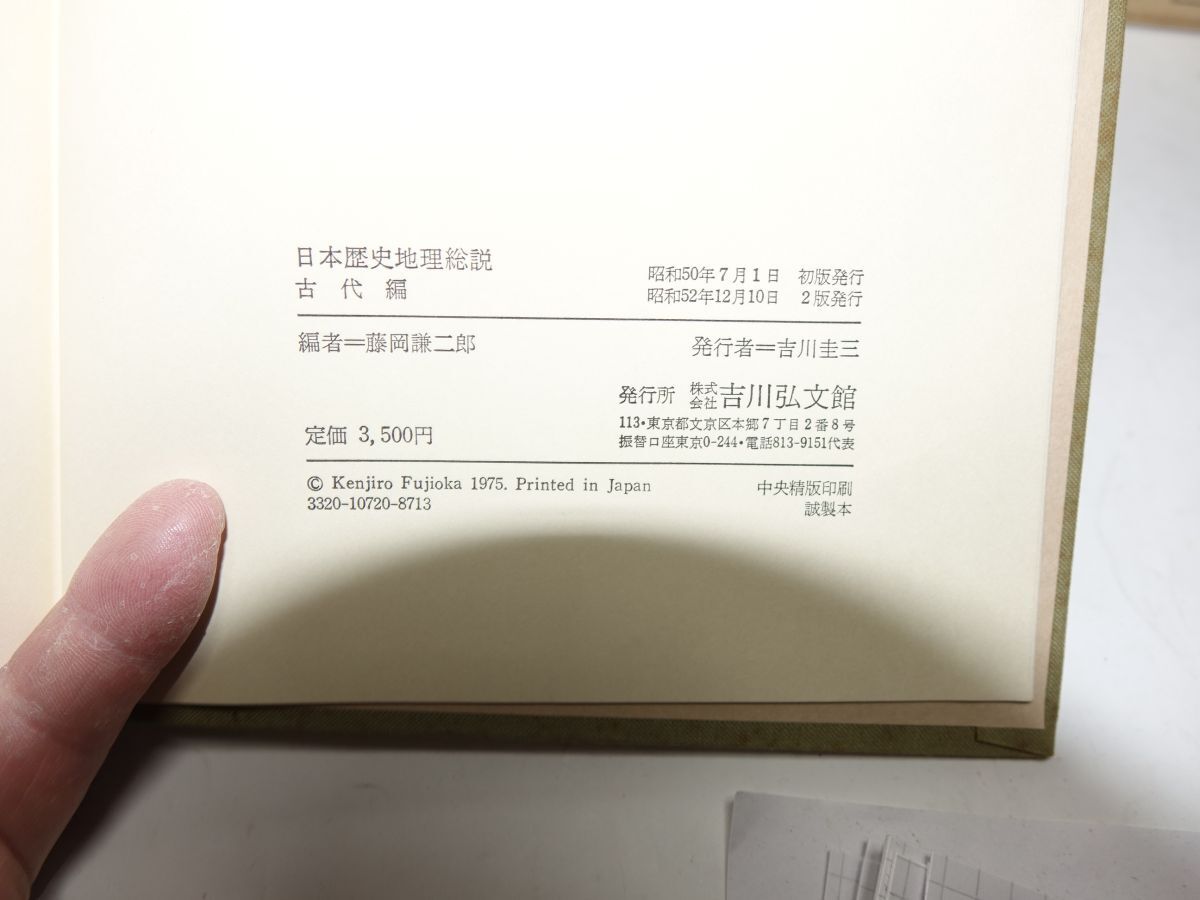 日本歴史地理総説
古代編
昭和50年7月1日 初版発行
昭和52年12月10日 2版発行
編者=藤岡謙二郎
発行者=吉川圭三
発行所 株式会社 吉川弘文館
113・東京都文京区本郷7丁目2番8号
振替口座東京0-244・電話813-9151代表
定価 3,500円
© Kenjiro Fujioka 1975. Printed in Japan
3320-10720-8713
中央精版印刷
誠製本